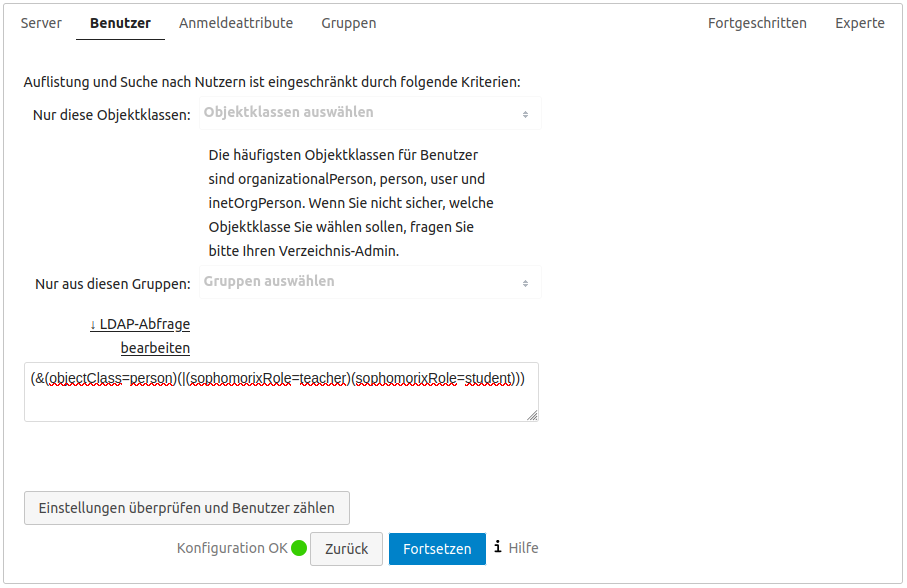 Server Benutzer Anmeldeattribute Gruppen Fortgeschritten Experte
Auflistung und Suche nach Nutzern ist eingeschränkt durch folgende Kriterien:
Nur diese Objektklassen: Objektklassen auswählen
Die häufigsten Objektklassen für Benutzer
sind organizationalPerson, person, user und
inetOrgPerson. Wenn Sie nicht sicher, welche
Objektklasse Sie wählen sollen, fragen Sie
bitte Ihren Verzeichnis-Admin.
Nur aus diesen Gruppen: Gruppen auswählen
↓ LDAP-Abfrage
bearbeiten
(&(objectClass=person)(|(sophomorixRole=teacher)(sophomorixRole=student)))
Einstellungen überprüfen und Benutzer zählen
Konfiguration OK Zurück Fortsetzen i Hilfe